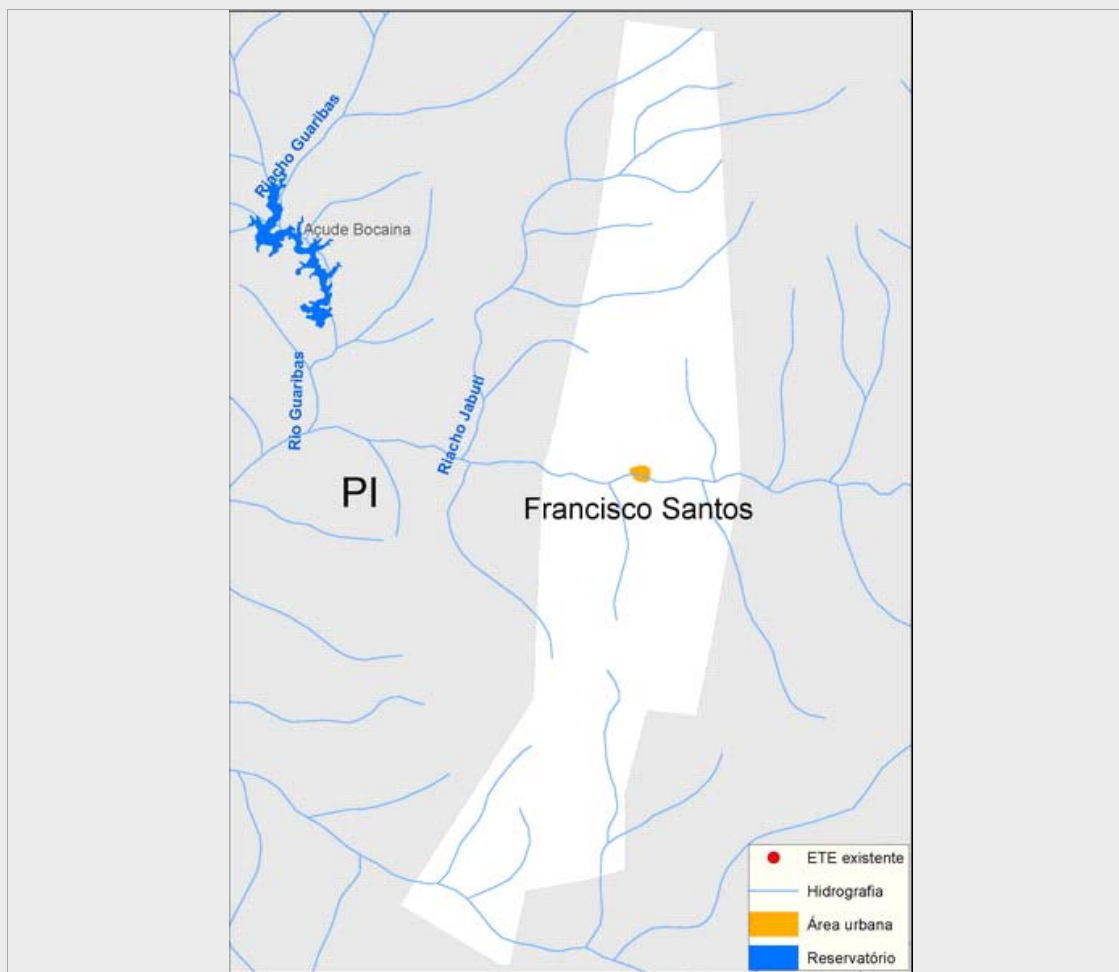 Riacho Guaribas
Açude Bocaina
Rio Guaribas
Riacho Jabuti
PI
Francisco Santos
ETE existente
Hidrografia
Área urbana
Reservatório